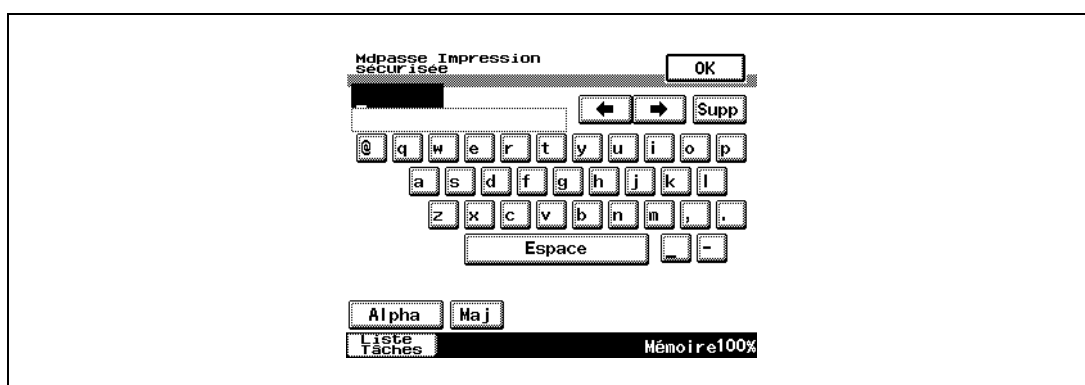 Mdpasse Impression
sécurisée
OK
_
← → Supp
@ q w e r t y u i o p
a s d f g h j k l
z x c v b n m , .
Espace _ -
Alpha Maj
Liste
Tâches
Mémoire100%